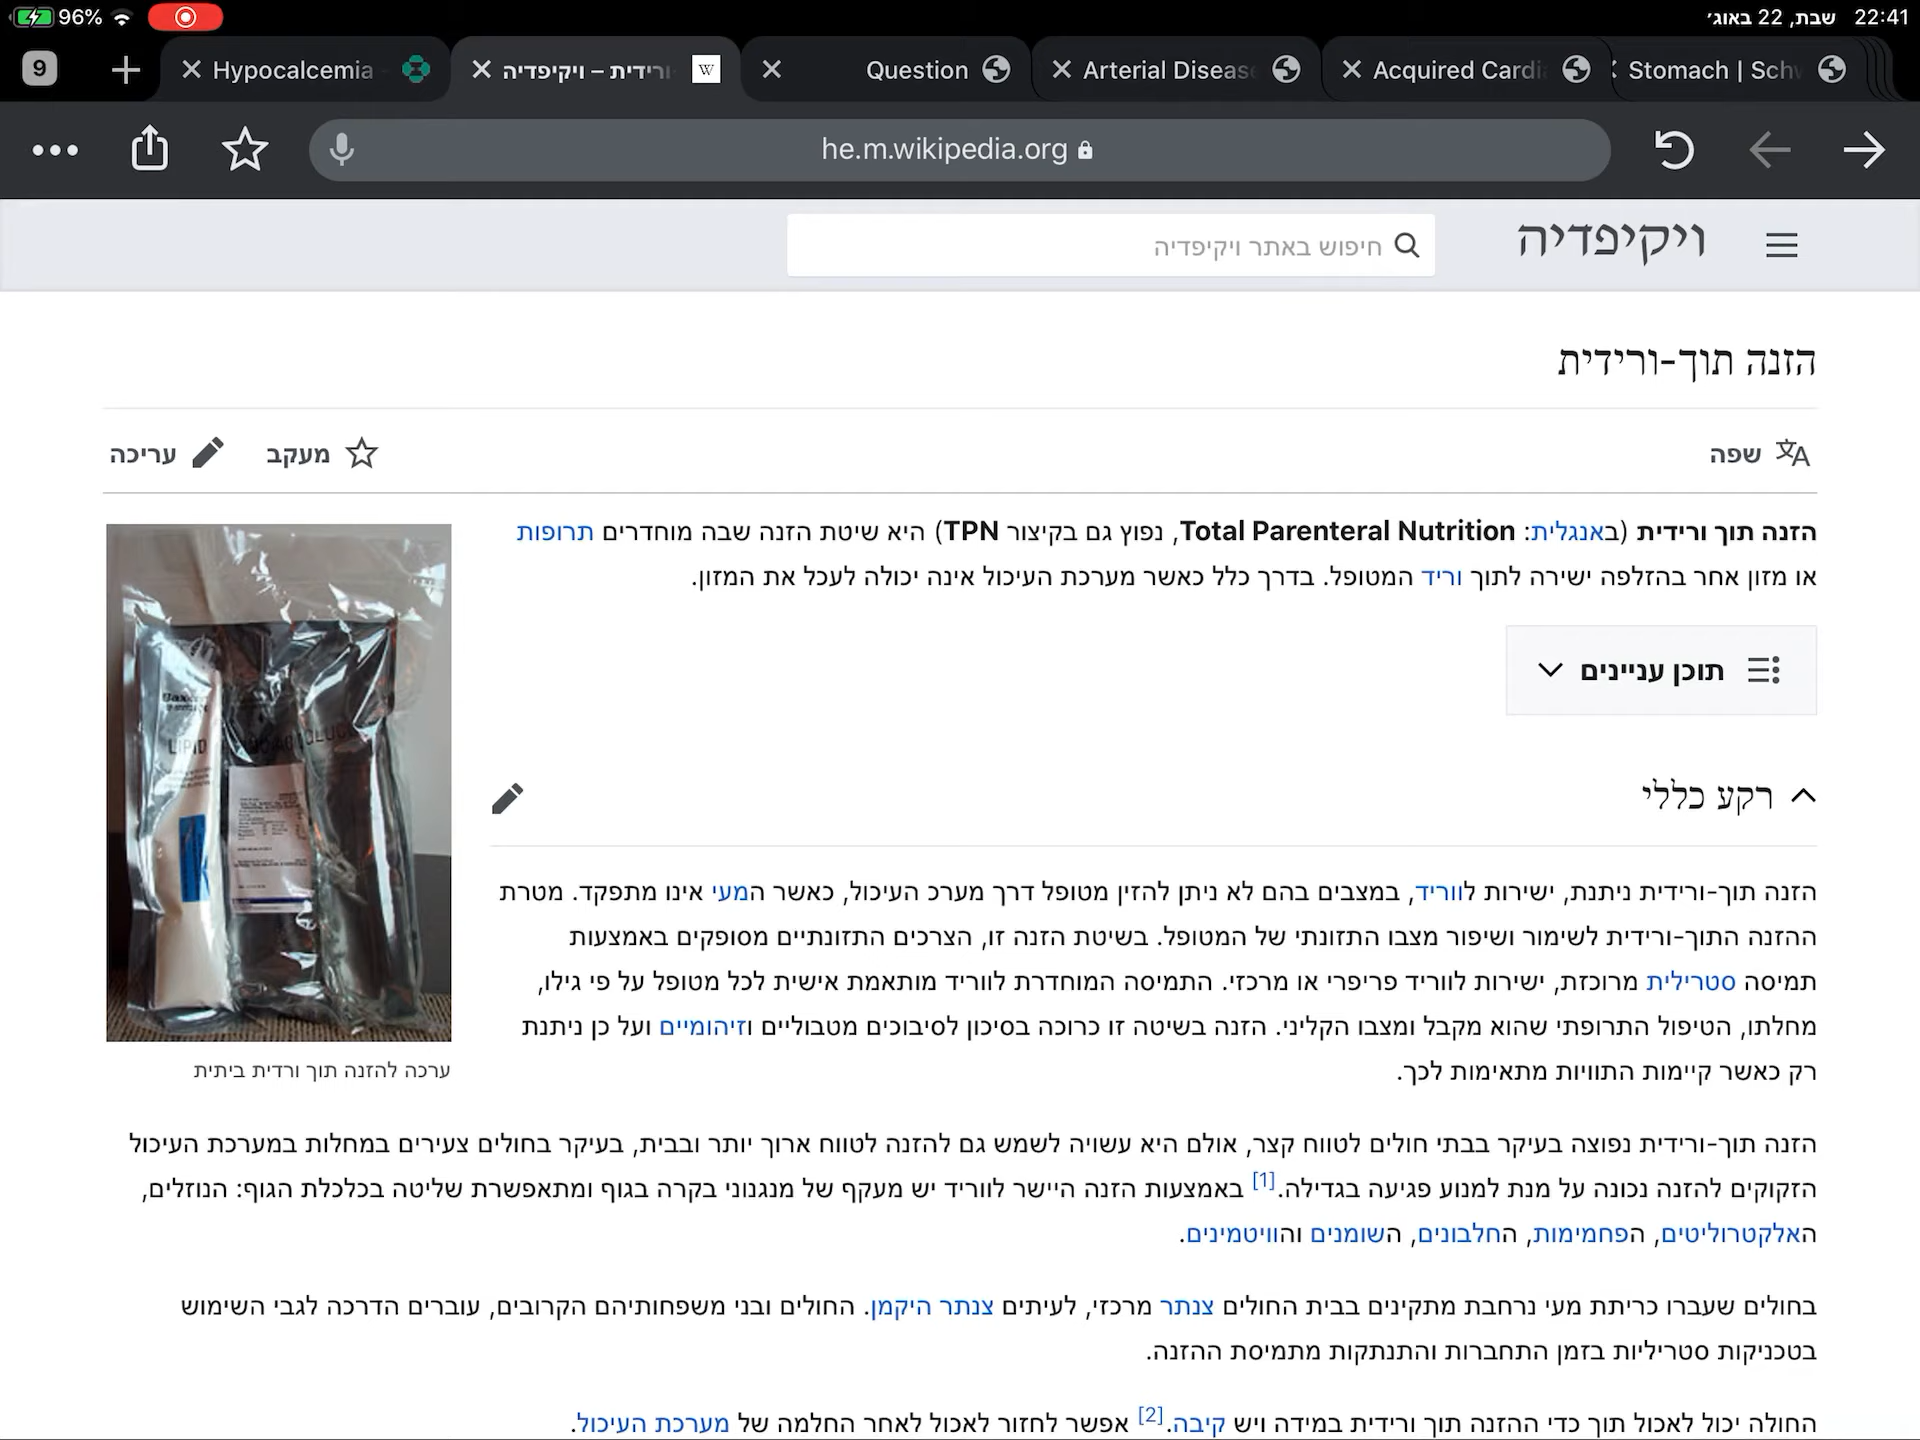 96%
22:41 שבת, 22 באוג׳
9
Hypocalcemia
ורידית – ויקיפדיה
W
Question
Arterial Disease
Acquired Cardi
Stomach | Sch
he.m.wikipedia.org
ויקיפדיה
חיפוש באתר ויקיפדיה
הזנה תוך-ורידית
שפה
מעקב
עריכה
הזנה תוך ורידית (באנגלית: Total Parenteral Nutrition, נפוץ גם בקיצור TPN) היא שיטת הזנה שבה מוחדרים תרופות
או מזון אחר בהזלפה ישירה לתוך וריד המטופל. בדרך כלל כאשר מערכת העיכול אינה יכולה לעכל את המזון.
תוכן עניינים
רקע כללי
הזנה תוך-ורידית ניתנת, ישירות לווריד, במצבים בהם לא ניתן להזין מטופל דרך מערכ העיכול, כאשר המעי אינו מתפקד. מטרת
ההזנה התוך-ורידית לשימור ושיפור מצבו התזונתי של המטופל. בשיטת הזנה זו, הצרכים התזונתיים מסופקים באמצעות
תמיסה סטרילית מרוכזת, ישירות לווריד פריפרי או מרכזי. התמיסה המוחדרת לווריד מותאמת אישית לכל מטופל על פי גילו,
מחלתו, הטיפול התרופתי שהוא מקבל ומצבו הקליני. הזנה בשיטה זו כרוכה בסיכון לסיבוכים מטבוליים וזיהומיים ועל כן ניתנת
רק כאשר קיימות התוויות מתאימות לכך.
LIPID
ערכה להזנה תוך ורדית ביתית
הזנה תוך-ורידית נפוצה בעיקר בבתי חולים לטווח קצר, אולם היא עשויה לשמש גם להזנה לטווח ארוך יותר ובבית, בעיקר בחולים צעירים במחלות במערכת העיכול
הזקוקים להזנה נכונה על מנת למנוע פגיעה בגדילה.[1] באמצעות הזנה היישר לווריד יש מעקף של מנגנוני בקרה בגוף ומתאפשרת שליטה בכלכלת הגוף: הנוזלים,
האלקטרוליטים, הפחמימות, החלבונים, השומנים והוויטמינים.
בחולים שעברו כריתת מעי נרחבת מתקינים בבית החולים צנתר מרכזי, לעיתים צנתר היקמן. החולים ובני משפחותיהם הקרובים, עוברים הדרכה לגבי השימוש
בטכניקות סטריליות בזמן התחברות והתנתקות מתמיסת ההזנה.
החולה יכול לאכול תוך כדי ההזנה תוך ורידית במידה ויש קיבה.[2] אפשר לחזור לאכול לאחר החלמה של מערכת העיכול.